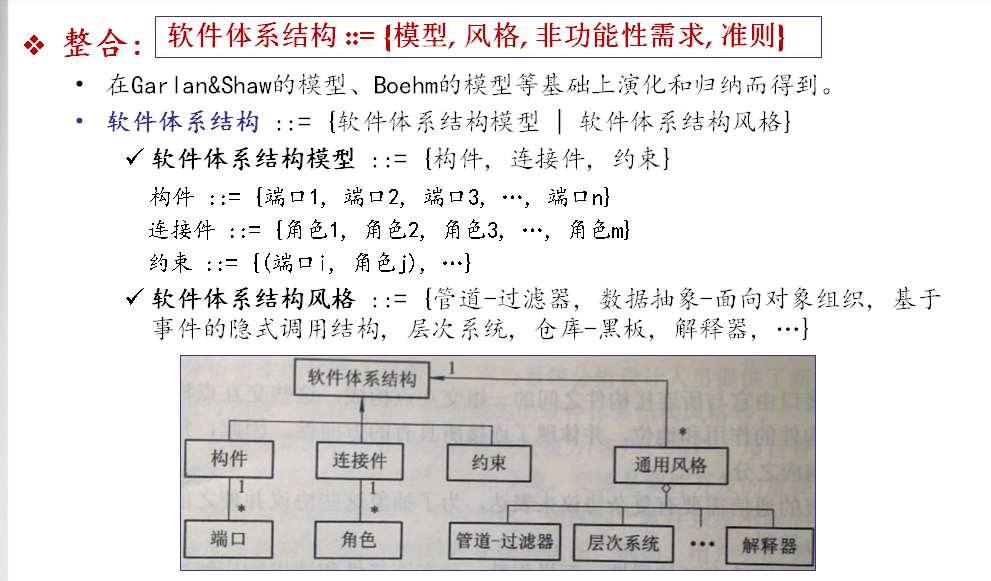 ❖ 整合: 软件体系结构 ::= {模型, 风格, 非功能性需求, 准则}
• 在Garlan&Shaw的模型、Boehm的模型等基础上演化和归纳而得到。
• 软件体系结构 ::= {软件体系结构模型 | 软件体系结构风格}
✓ 软件体系结构模型 ::= {构件, 连接件, 约束}
构件 ::= {端口1, 端口2, 端口3, …, 端口n}
连接件 ::= {角色1, 角色2, 角色3, …, 角色m}
约束 ::= {(端口i, 角色j), …}
✓ 软件体系结构风格 ::= {管道-过滤器, 数据抽象-面向对象组织, 基于
事件的隐式调用结构, 层次系统, 仓库-黑板, 解释器, …}
软件体系结构 1
*
构件 连接件 约束 通用风格
1 1
* *
端口 角色 管道-过滤器 层次系统 … 解释器